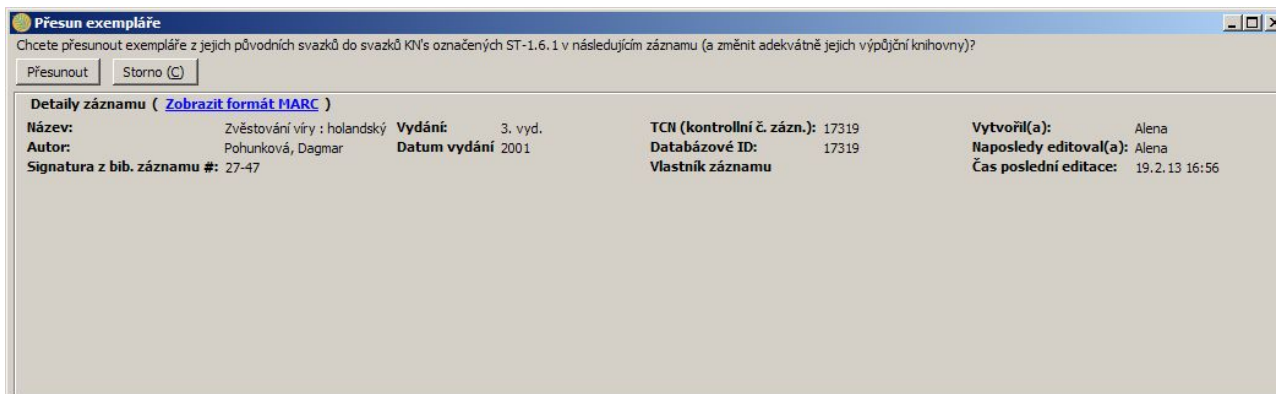 Přesun exempláře
Chcete přesunout exempláře z jejich původních svazků do svazků KN's označených ST-1.6.1 v následujícím záznamu (a změnit adekvátně jejich výpůjční knihovny)?
Přesunout Storno (C)
Detaily záznamu ( Zobrazit formát MARC )
Název: Zvěstování víry : holandský Vydání: 3. vyd. TCN (kontrollní č. zázn.): 17319 Vytvořil(a): Alena
Autor: Pohunková, Dagmar Datum vydání 2001 Databázové ID: 17319 Naposledy editoval(a): Alena
Signatura z bib. záznamu #: 27-47 Vlastník záznamu Čas poslední editace: 19.2.13 16:56